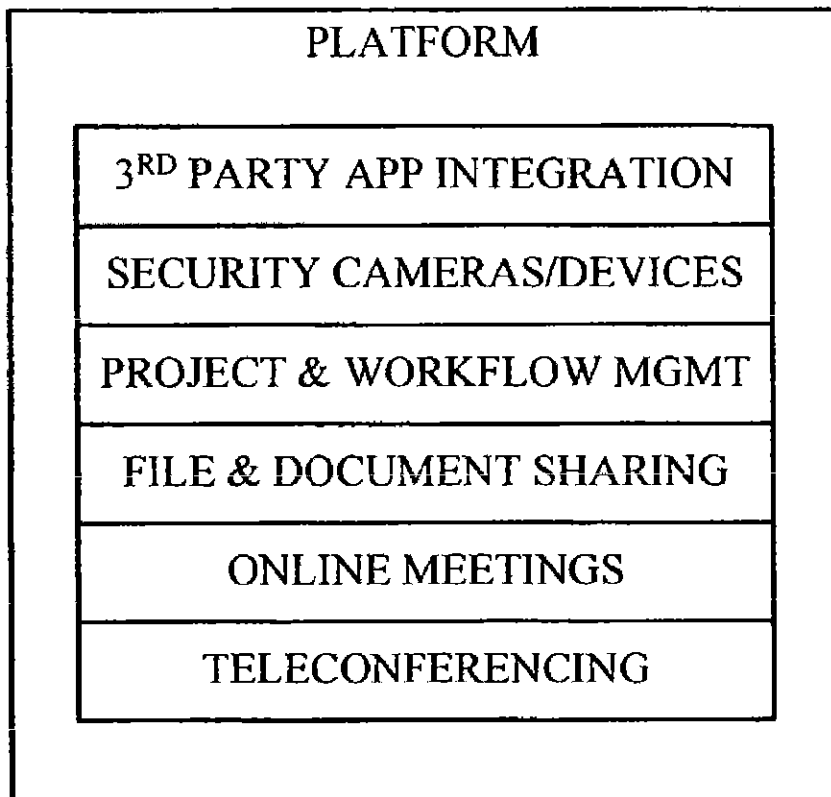 PLATFORM
3RD PARTY APP INTEGRATION
SECURITY CAMERAS/DEVICES
PROJECT & WORKFLOW MGMT
FILE & DOCUMENT SHARING
ONLINE MEETINGS
TELECONFERENCING